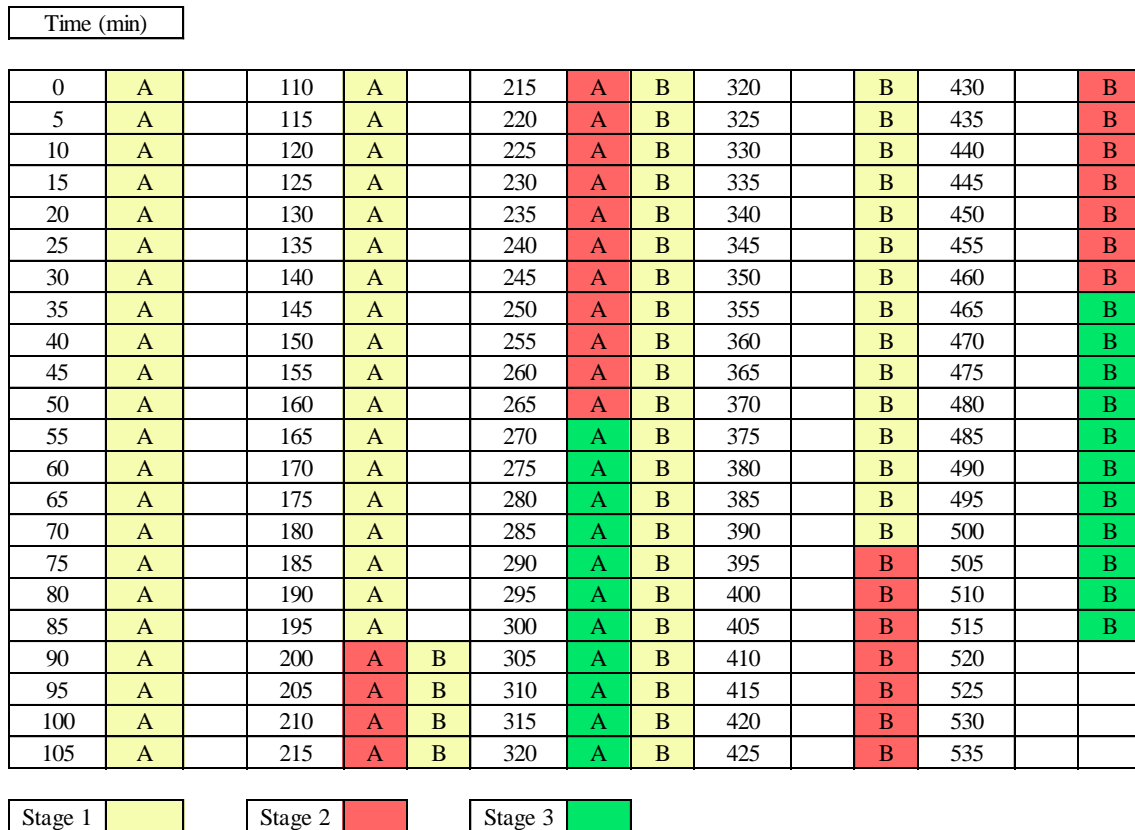 Time (min)
0 A 110 A 215 A B 320 B 430 B
5 A 115 A 220 A B 325 B 435 B
10 A 120 A 225 A B 330 B 440 B
15 A 125 A 230 A B 335 B 445 B
20 A 130 A 235 A B 340 B 450 B
25 A 135 A 240 A B 345 B 455 B
30 A 140 A 245 A B 350 B 460 B
35 A 145 A 250 A B 355 B 465 B
40 A 150 A 255 A B 360 B 470 B
45 A 155 A 260 A B 365 B 475 B
50 A 160 A 265 A B 370 B 480 B
55 A 165 A 270 A B 375 B 485 B
60 A 170 A 275 A B 380 B 490 B
65 A 175 A 280 A B 385 B 495 B
70 A 180 A 285 A B 390 B 500 B
75 A 185 A 290 A B 395 B 505 B
80 A 190 A 295 A B 400 B 510 B
85 A 195 A 300 A B 405 B 515 B
90 A 200 A B 305 A B 410 B 520
95 A 205 A B 310 A B 415 B 525
100 A 210 A B 315 A B 420 B 530
105 A 215 A B 320 A B 425 B 535
Stage 1 Stage 2 Stage 3